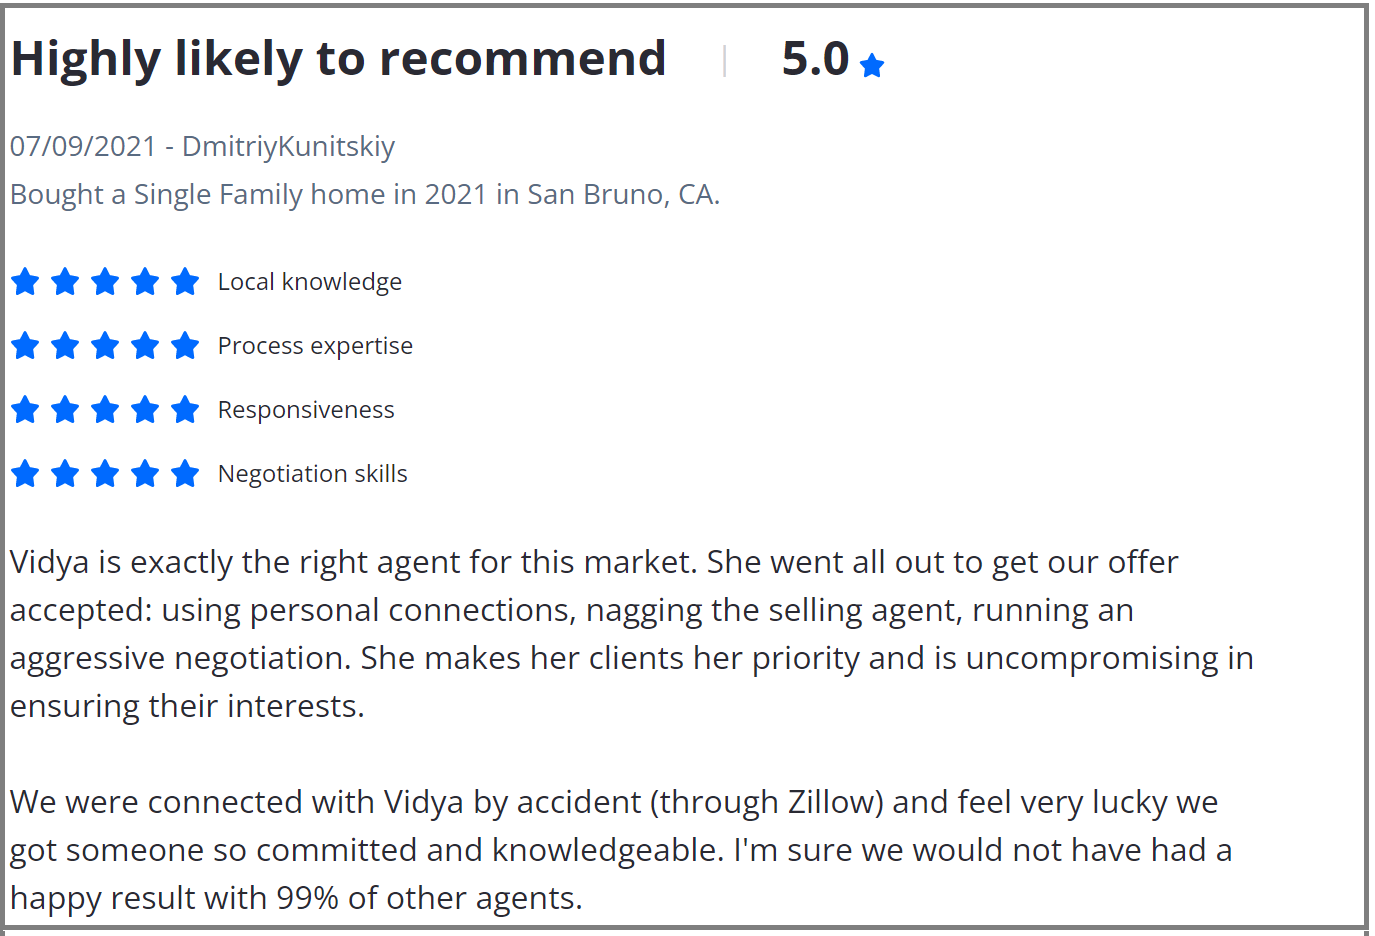 Highly likely to recommend | 5.0
07/09/2021 - DmitriyKunitskiy
Bought a Single Family home in 2021 in San Bruno, CA.
Local knowledge
Process expertise
Responsiveness
Negotiation skills
Vidya is exactly the right agent for this market. She went all out to get our offer
accepted: using personal connections, nagging the selling agent, running an
aggressive negotiation. She makes her clients her priority and is uncompromising in
ensuring their interests.
We were connected with Vidya by accident (through Zillow) and feel very lucky we
got someone so committed and knowledgeable. I'm sure we would not have had a
happy result with 99% of other agents.